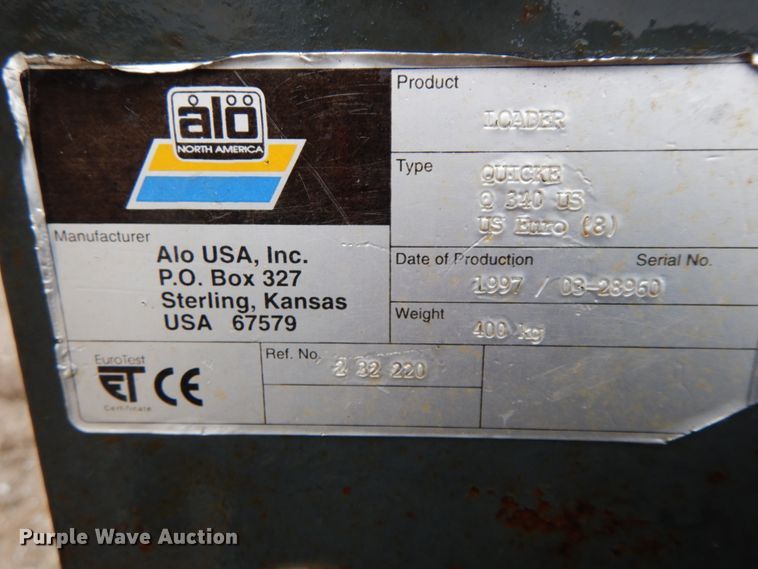 alö
NORTH AMERICA
Product
LOADER
Type
QUICKE
Q 340 US
US Euro (8)
Manufacturer
Alo USA, Inc.
P.O. Box 327
Sterling, Kansas
USA 67579
Date of Production Serial No.
1997 / 03-28960
Weight
400 kg
EuroTest
ET CE
Certificate
Ref. No.
2 32 220
Purple Wave Auction